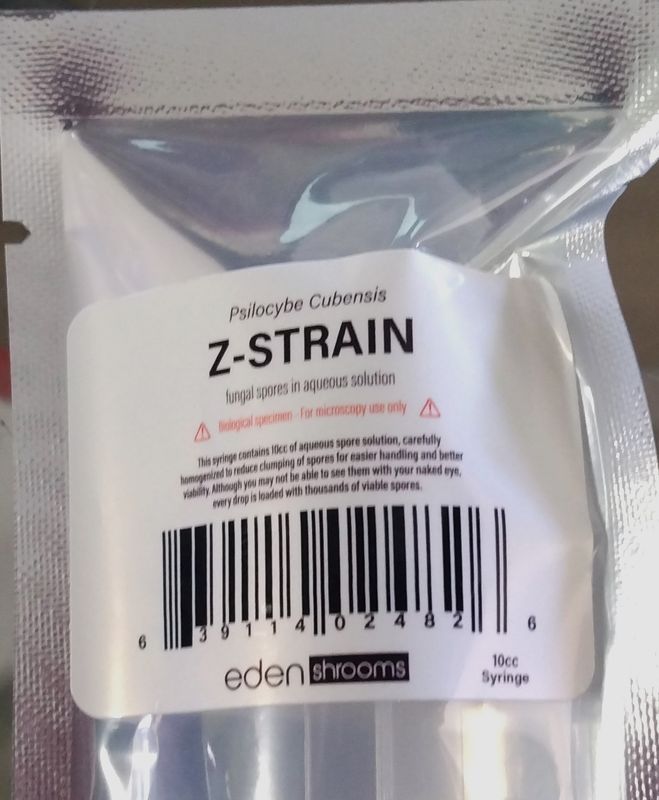 Psilocybe Cubensis
Z-STRAIN
fungal spores in aqueous solution
Biological specimen - For microscopy use only
This syringe contains 10cc of aqueous spore solution, carefully
homogenized to reduce clumping of spores for easier handling and better
viability. Although you may not be able to see them with your naked eye,
every drop is loaded with thousands of viable spores.
6 39114 02482 6
eden shrooms
10cc
Syringe